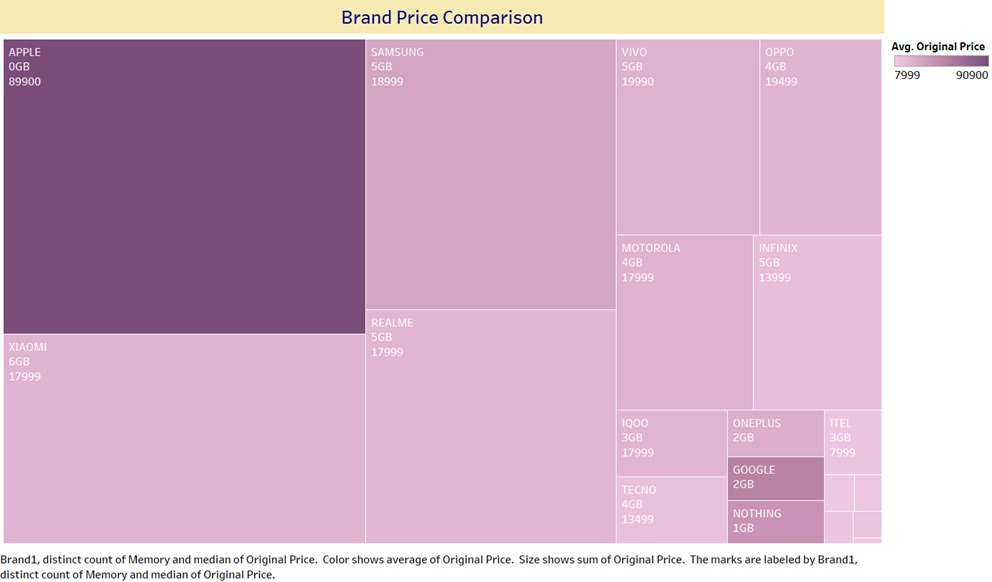 Brand Price Comparison
APPLE
0GB
89900
SAMSUNG
5GB
18999
VIVO
5GB
19990
OPPO
4GB
19499
Avg. Original Price
7999 90900
MOTOROLA
4GB
17999
INFINIX
5GB
13999
REALME
5GB
17999
XIAOMI
6GB
17999
IQOO
3GB
17999
ONEPLUS
2GB
ITEL
3GB
7999
GOOGLE
2GB
TECNO
4GB
13499
NOTHING
1GB
Brand1, distinct count of Memory and median of Original Price. Color shows average of Original Price. Size shows sum of Original Price. The marks are labeled by Brand1,
distinct count of Memory and median of Original Price.